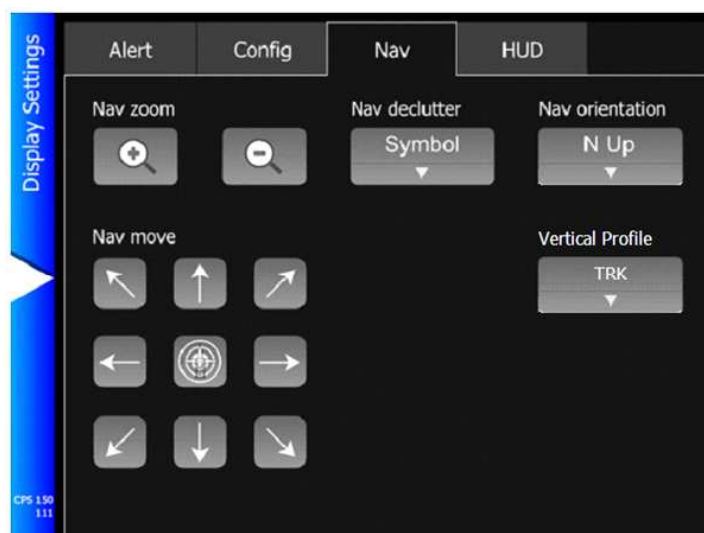 Display Settings
Alert
Config
Nav
HUD
Nav zoom
Nav declutter
Nav orientation
Symbol
N Up
Nav move
Vertical Profile
TRK
CPS 150
111